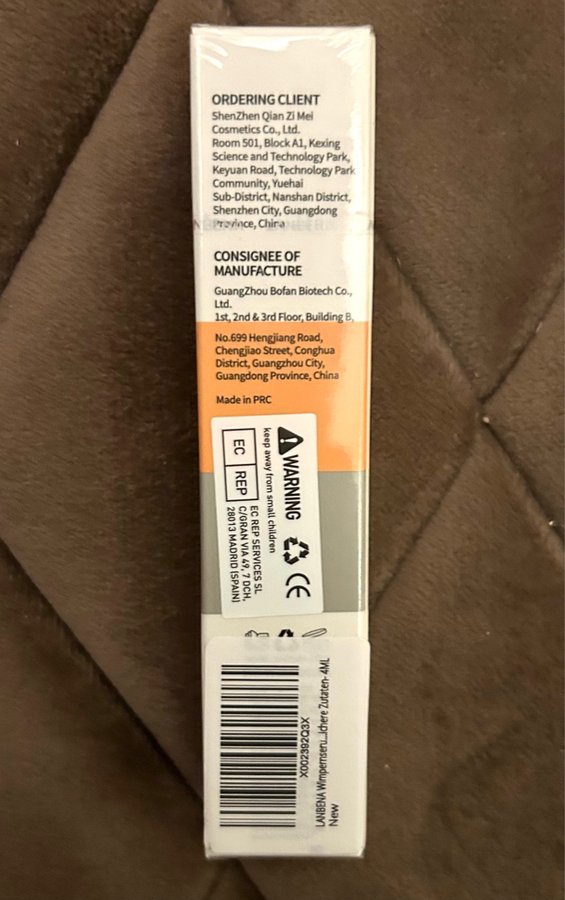 ORDERING CLIENT
ShenZhen Qian Zi Mei
Cosmetics Co., Ltd.
Room 501, Block A1, Kexing
Science and Technology Park,
Keyuan Road, Technology Park
Community, Yuehai
Sub-District, Nanshan District,
Shenzhen City, Guangdong
Province, China
CONSIGNEE OF
MANUFACTURE
GuangZhou Bofan Biotech Co.,
Ltd.
1st, 2nd & 3rd Floor, Building B,
No.699 Hengjiang Road,
Chengjiao Street, Conghua
District, Guangzhou City,
Guangdong Province, China
Made in PRC
WARNING
keep away from small children
CE
EC REP
EC REP SERVICES SL
C/GRAN VIA 49, 7 DCH,
28013 MADRID (SPAIN)
X002392Q3X
LANBENA Wimpernseru...ichere Zutaten- 4ML
New